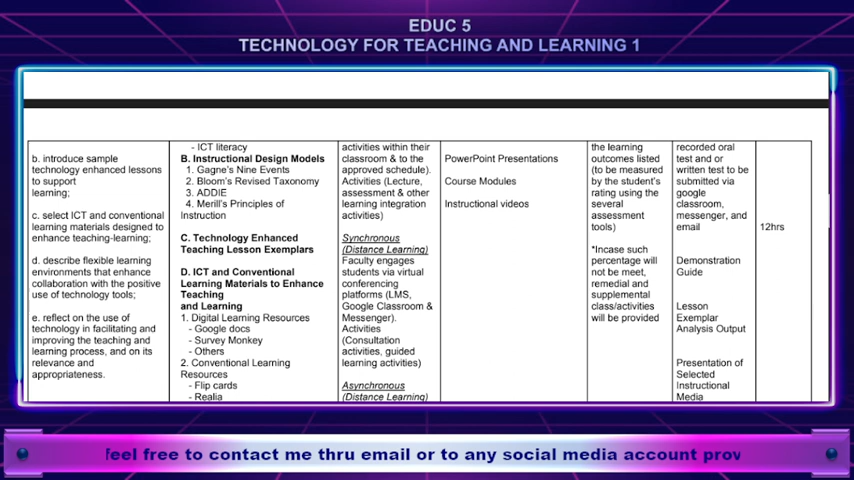 EDUC 5
TECHNOLOGY FOR TEACHING AND LEARNING 1
b. introduce sample
technology enhanced lessons
to support
learning;
c. select ICT and conventional
learning materials designed to
enhance teaching-learning;
d. describe flexible learning
environments that enhance
collaboration with the positive
use of technology tools;
e. reflect on the use of
technology in facilitating and
improving the teaching and
learning process, and on its
relevance and
appropriateness.
- ICT literacy
B. Instructional Design Models
1. Gagne's Nine Events
2. Bloom's Revised Taxonomy
3. ADDIE
4. Merill's Principles of
Instruction
C. Technology Enhanced
Teaching Lesson Exemplars
D. ICT and Conventional
Learning Materials to Enhance
Teaching
and Learning
1. Digital Learning Resources
- Google docs
- Survey Monkey
- Others
2. Conventional Learning
Resources
- Flip cards
- Realia
activities within their
classroom & to the
approved schedule).
Activities (Lecture,
assessment & other
learning integration
activities)
Synchronous
(Distance Learning)
Faculty engages
students via virtual
conferencing
platforms (LMS,
Google Classroom &
Messenger).
Activities
(Consultation
activities, guided
learning activities)
Asynchronous
(Distance Learning)
PowerPoint Presentations
Course Modules
Instructional videos
the learning
outcomes listed
(to be measured
by the student's
rating using the
several
assessment
tools)
*Incase such
percentage will
not be meet,
remedial and
supplemental
class/activities
will be provided
recorded oral
test and or
written test to be
submitted via
google
classroom,
messenger, and
email
Demonstration
Guide
Lesson
Exemplar
Analysis Output
Presentation of
Selected
Instructional
Media
12hrs
feel free to contact me thru email or to any social media account prov